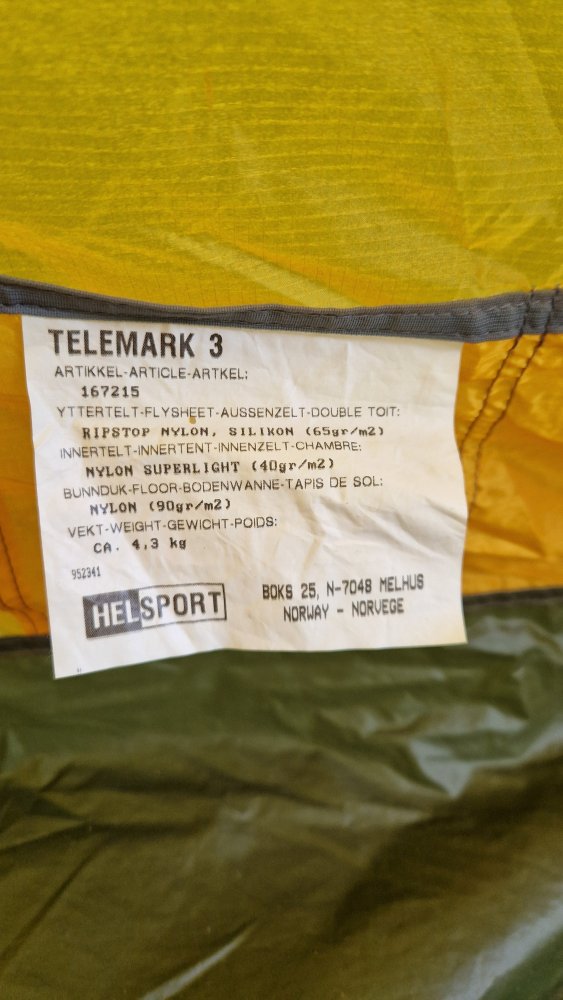 TELEMARK 3
ARTIKKEL-ARTICLE-ARTKEL:
167215
YTTERTELT-FLYSHEET-AUSSENZELT-DOUBLE TOIT:
RIPSTOP NYLON, SILIKON (65gr/m2)
INNERTELT-INNERTENT-INNENZELT-CHAMBRE:
NYLON SUPERLIGHT (40gr/m2)
BUNNDUK-FLOOR-BODENWANNE-TAPIS DE SOL:
NYLON (90gr/m2)
VEKT-WEIGHT-GEWICHT-POIDS:
CA. 4,3 kg
952341
HELSPORT
BOKS 25, N-7048 MELHUS
NORWAY - NORVEGE